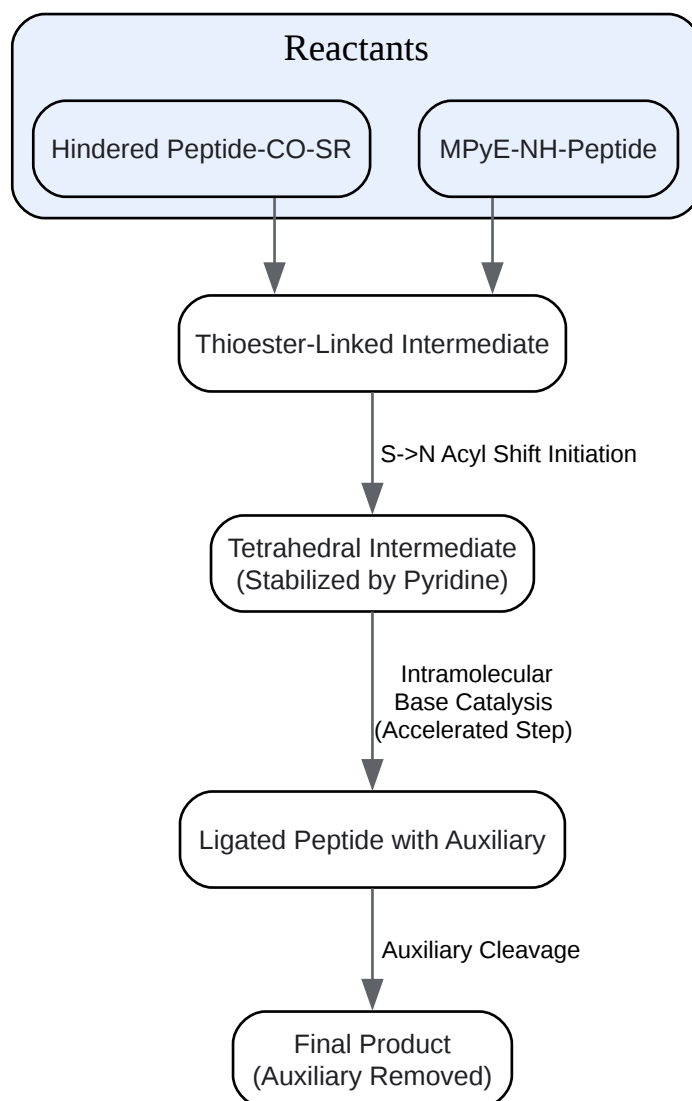 Reactants
Hindered Peptide-CO-SR
MPyE-NH-Peptide
Thioester-Linked Intermediate
S->N Acyl Shift Initiation
Tetrahedral Intermediate
(Stabilized by Pyridine)
Intramolecular
Base Catalysis
(Accelerated Step)
Ligated Peptide with Auxiliary
Auxiliary Cleavage
Final Product
(Auxiliary Removed)